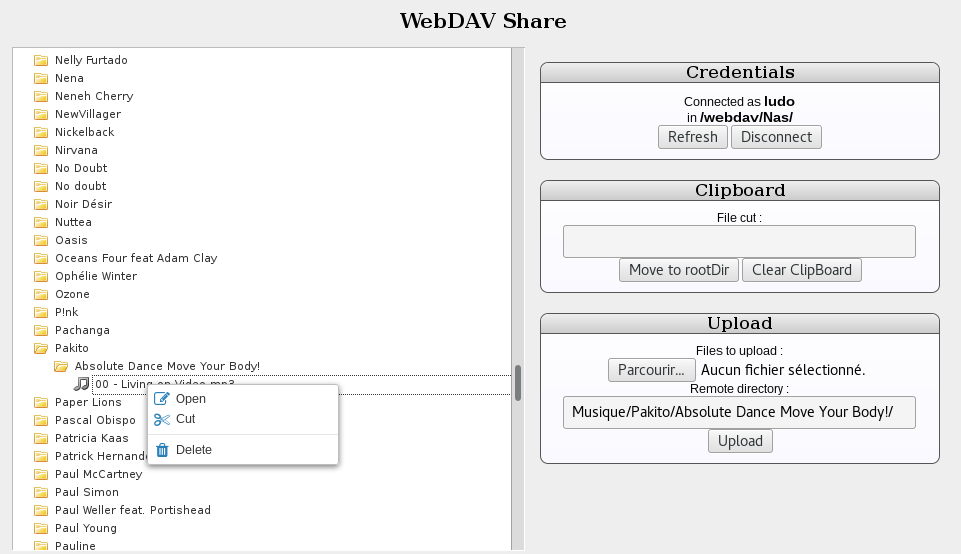 WebDAV Share
Nelly Furtado
Nena
Neneh Cherry
NewVillager
Nickelback
Nirvana
No Doubt
No doubt
Noir Désir
Nuttea
Oasis
Oceans Four feat Adam Clay
Ophélie Winter
Ozone
P!nk
Pachanga
Pakito
Absolute Dance Move Your Body!
00 - Living on Video.mp3
Paper Lions
Pascal Obispo
Patricia Kaas
Patrick Hernand
Paul McCartney
Paul Simon
Paul Weller feat. Portishead
Paul Young
Pauline
Open
Cut
Delete
Credentials
Connected as ludo
in /webdav/Nas/
Refresh Disconnect
Clipboard
File cut :
Move to rootDir Clear ClipBoard
Upload
Files to upload :
Parcourir... Aucun fichier sélectionné.
Remote directory :
Musique/Pakito/Absolute Dance Move Your Body!/
Upload